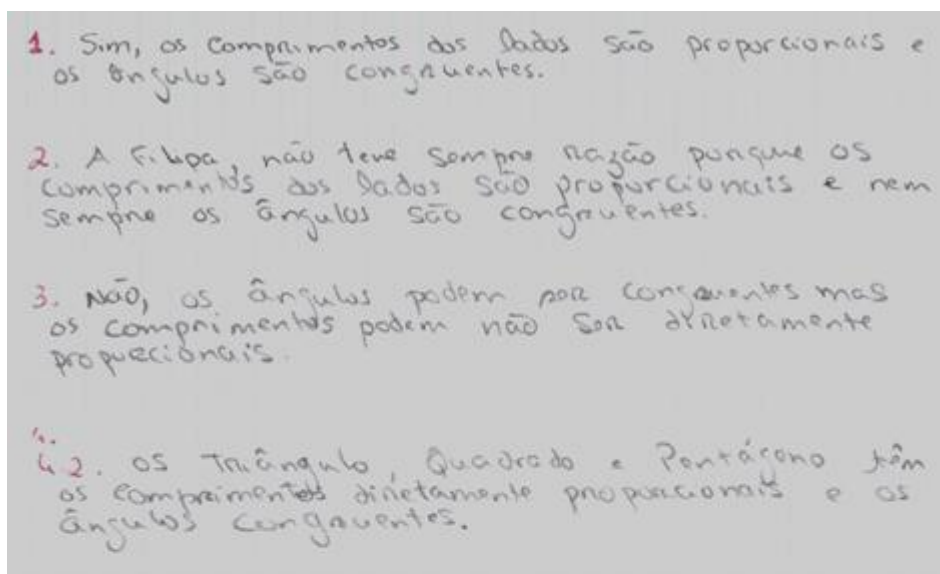 1. Sim, os comprimentos dos lados são proporcionais e
os ângulos são congruentes.
2. A Filipa, não teve sempre razão porque os
comprimentos dos lados são proporcionais e nem
sempre os ângulos são congruentes.
3. Não, os ângulos podem ser congruentes mas
os comprimentos podem não ser diretamente
proporcionais.
4.
4.2. os Triângulo, Quadrado e Pentágono têm
os comprimentos diretamente proporcionais e os
ângulos congruentes.